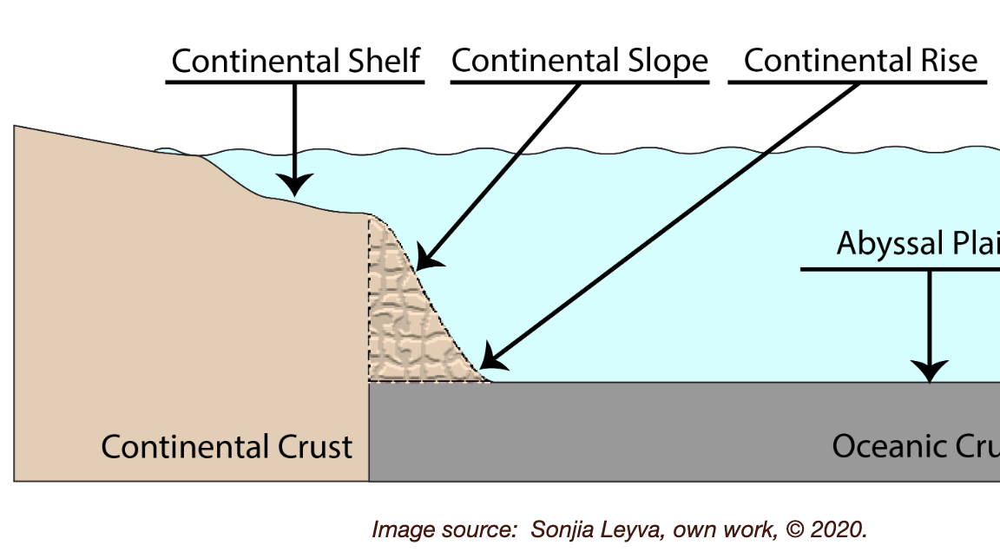 Continental Shelf
Continental Slope
Continental Rise
Abyssal Plai
Continental Crust
Oceanic Cru
Image source:  Sonjia Leyva, own work, © 2020.